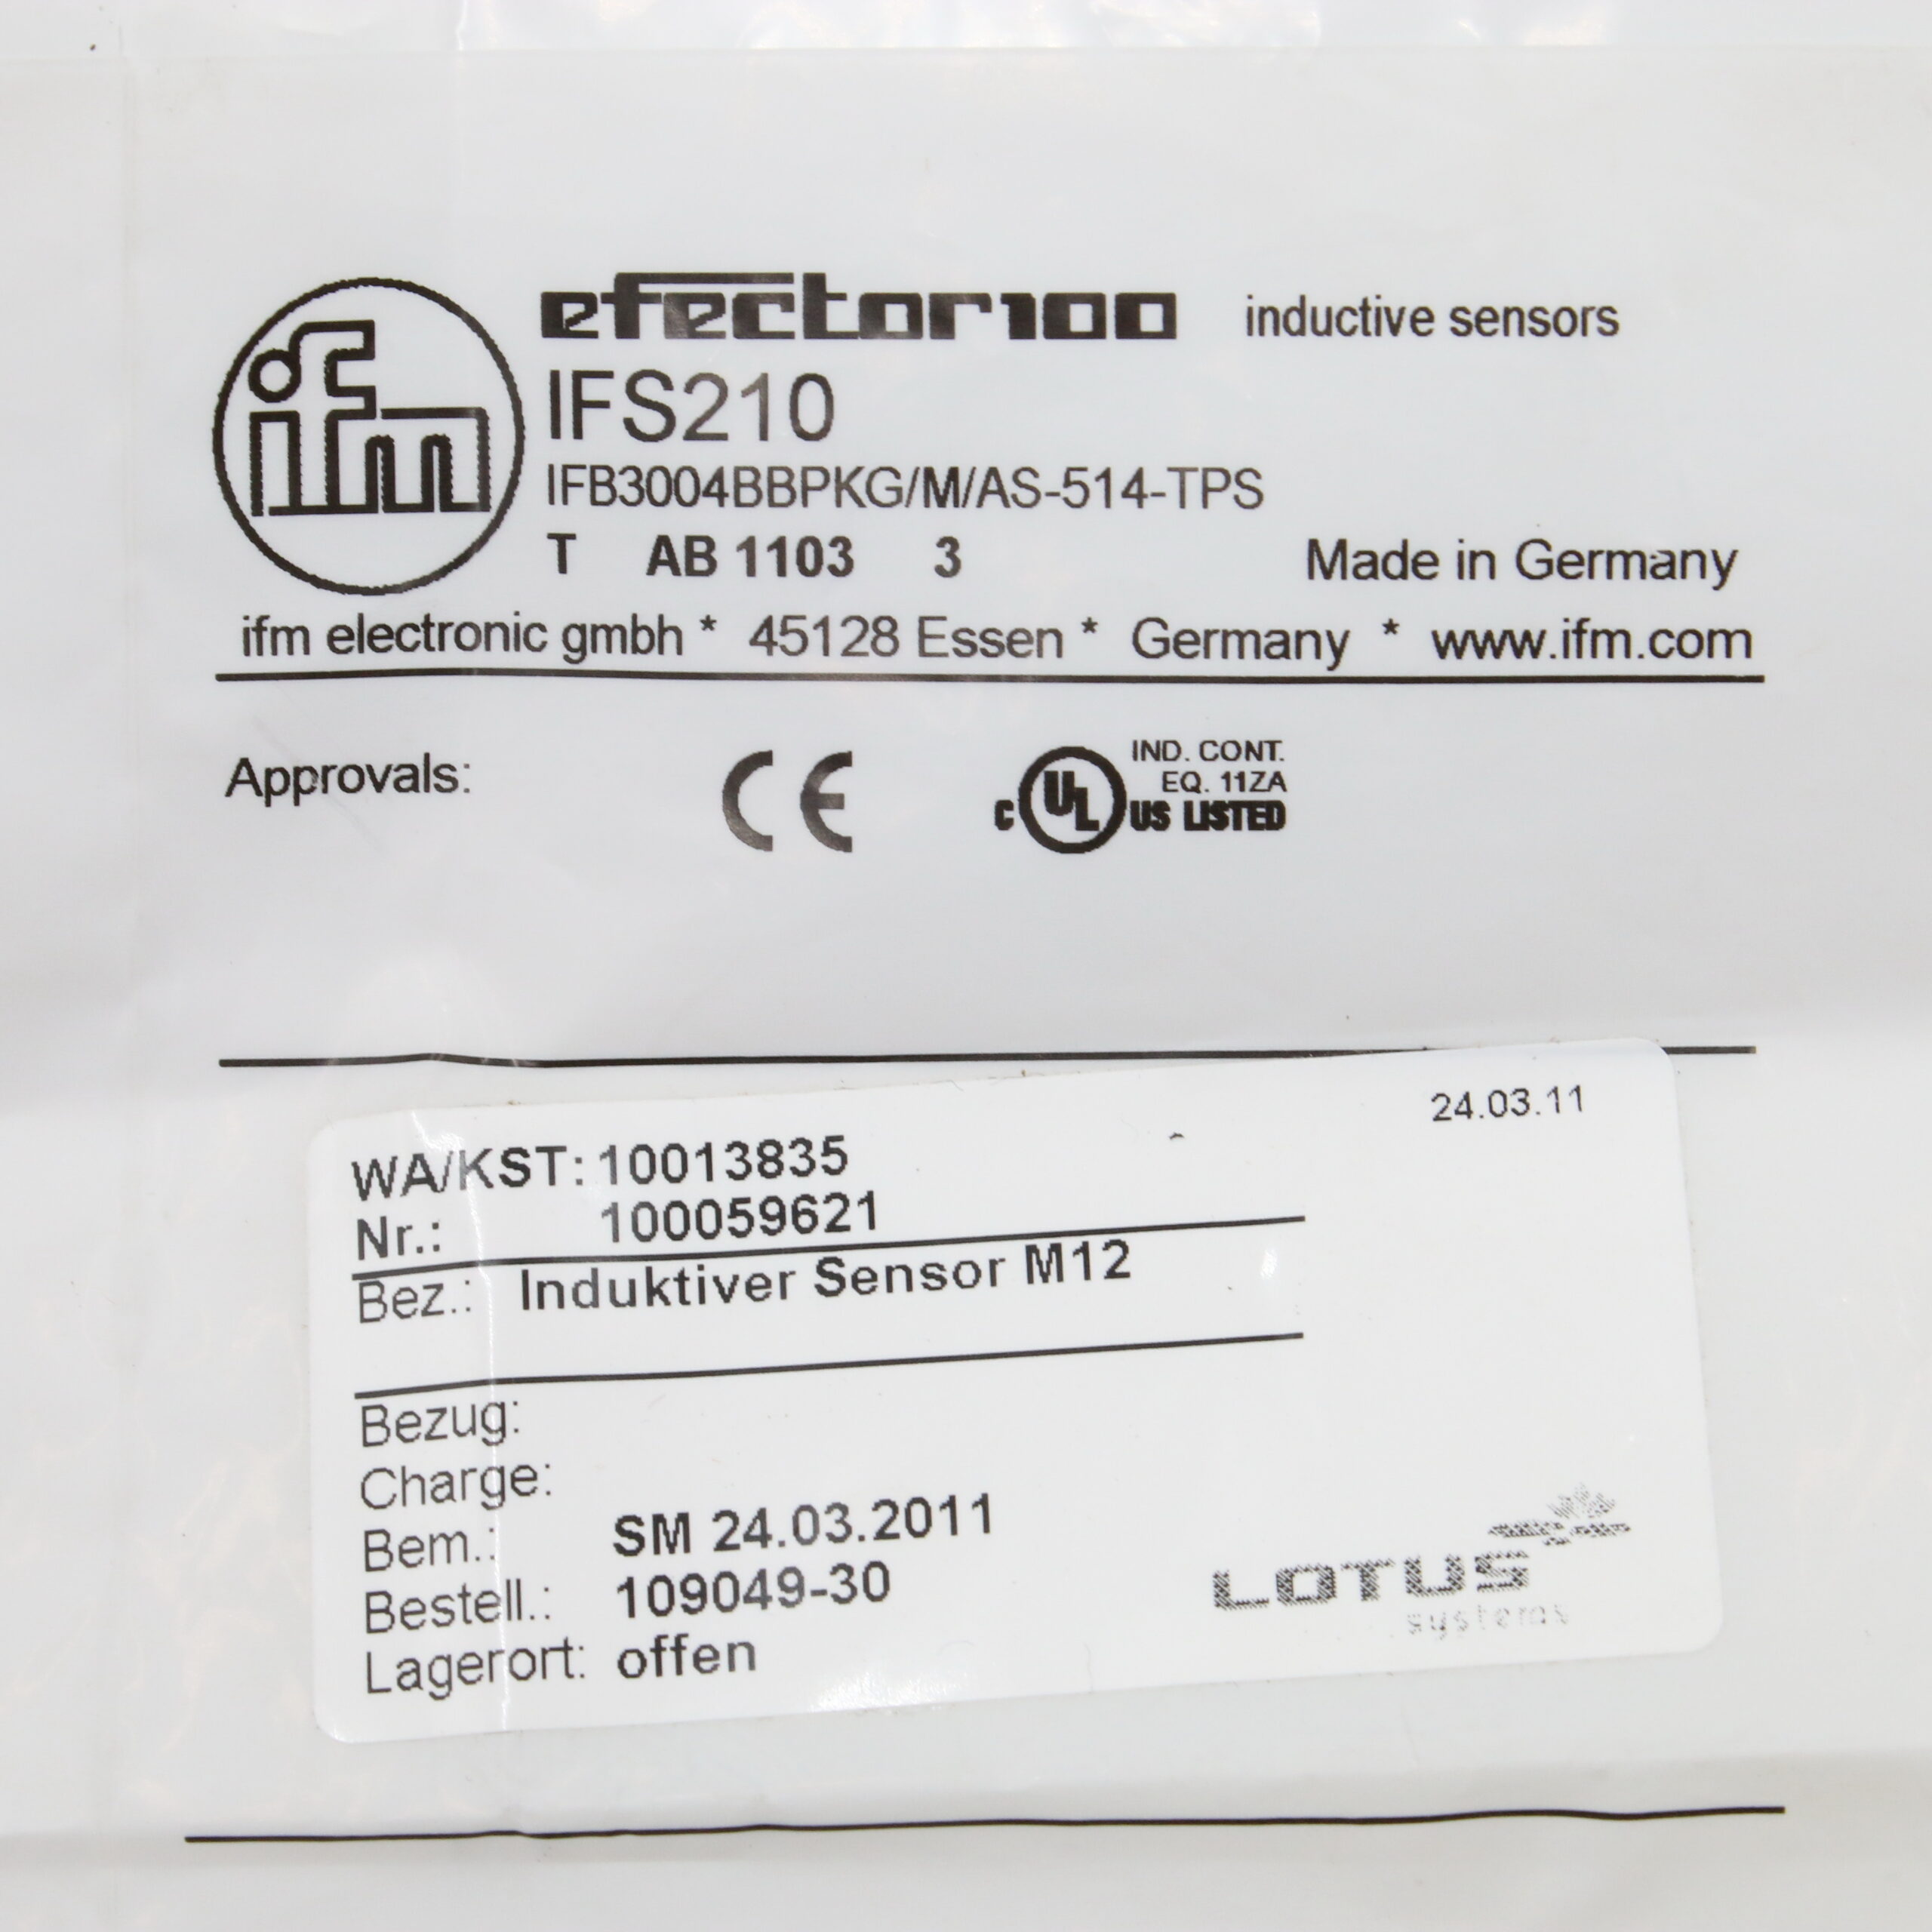 ifm
efector100 inductive sensors
IFS210
IFB3004BBPKG/M/AS-514-TPS
T AB 1103 3 Made in Germany
ifm electronic gmbh * 45128 Essen * Germany * www.ifm.com
Approvals:
CE
IND. CONT.
EQ. 11ZA
C UL US LISTED
24.03.11
WA/KST: 10013835
Nr.: 100059621
Bez.: Induktiver Sensor M12
Bezug:
Charge:
Bem.: SM 24.03.2011
Bestell.: 109049-30
Lagerort: offen
LOTUS
systems